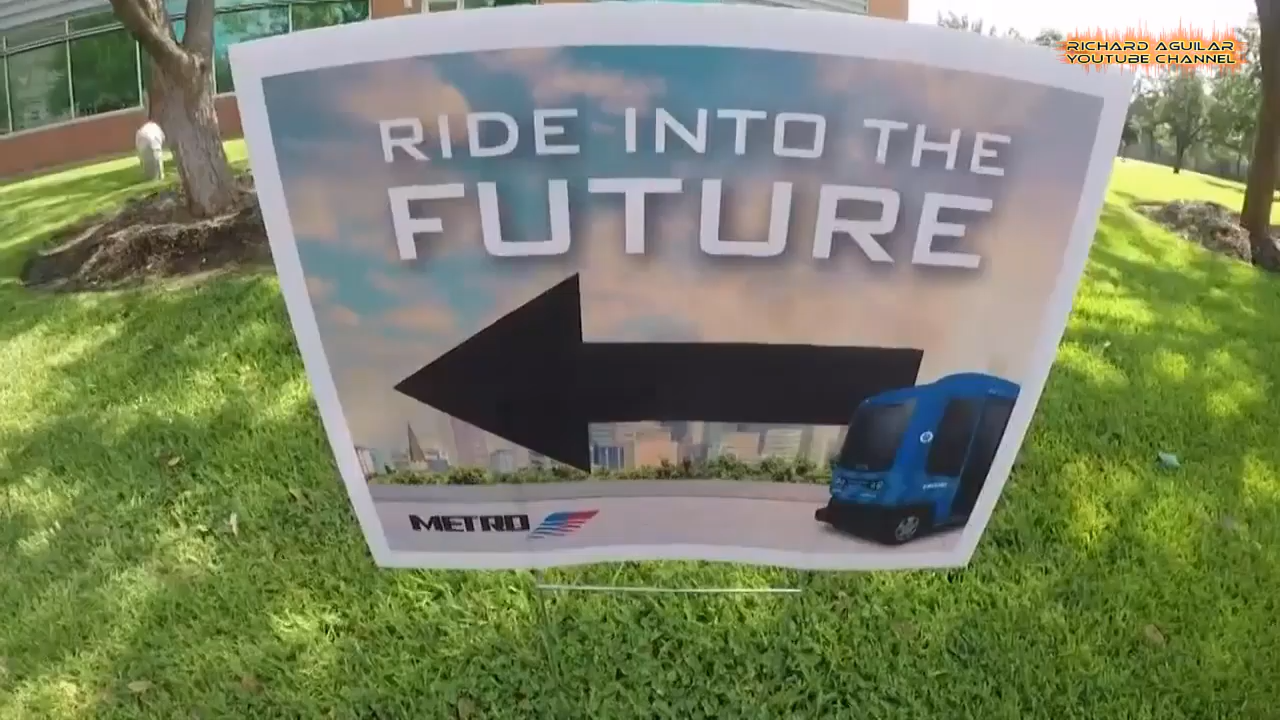 RICHARD AGUILAR
YOUTUBE CHANNEL
RIDE INTO THE
FUTURE
METRO